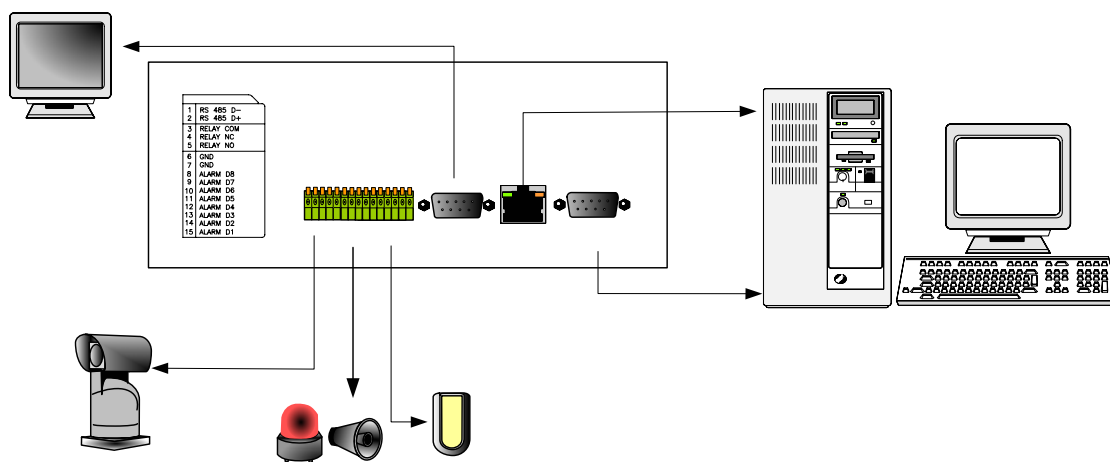 1 RS 485 D-
2 RS 485 D+
3 RELAY COM
4 RELAY NC
5 RELAY NO
6 GND
7 GND
8 ALARM D8
9 ALARM D7
10 ALARM D6
11 ALARM D5
12 ALARM D4
13 ALARM D3
14 ALARM D2
15 ALARM D1